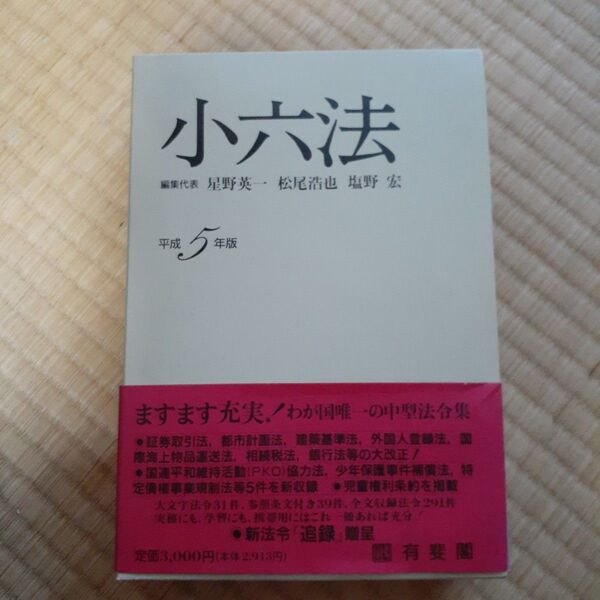 小六法
編集代表 星野英一 松尾浩也 塩野 宏
平成5年版
ますます充実!わが国唯一の中型法令集
●証券取引法，都市計画法，建築基準法，外国人登録法，国
際海上物品運送法，相続税法，銀行法等の大改正!
●国連平和維持活動(PKO)協力法，少年保護事件補償法，特
定債権事業規制法等5件を新収録 ●児童権利条約を掲載
大文字法令31件，参照条文付き39件，全文収録法令291件
実務にも，学習にも，携帯用にはこれ一冊あれば充分!
●新法令「追録」贈呈
定価3,000円(本体2,913円)
有斐閣